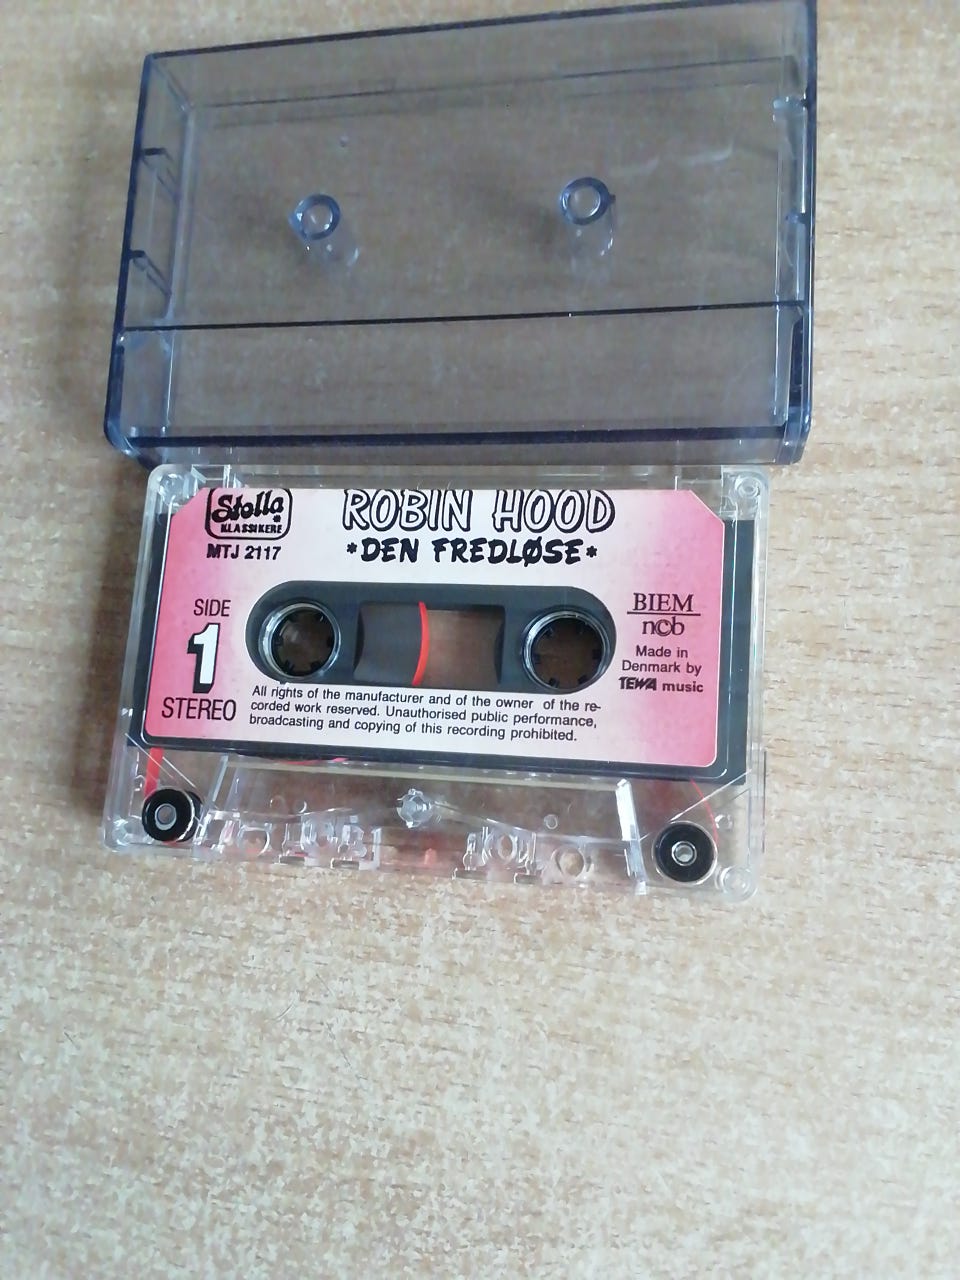 Stolla
KLASSIKERE
MTJ 2117
ROBIN HOOD
*DEN FREDLØSE*
SIDE
1
STEREO
BIEM
ncb
Made in
Denmark by
TEWA music
All rights of the manufacturer and of the owner of the re-
corded work reserved. Unauthorised public performance,
broadcasting and copying of this recording prohibited.